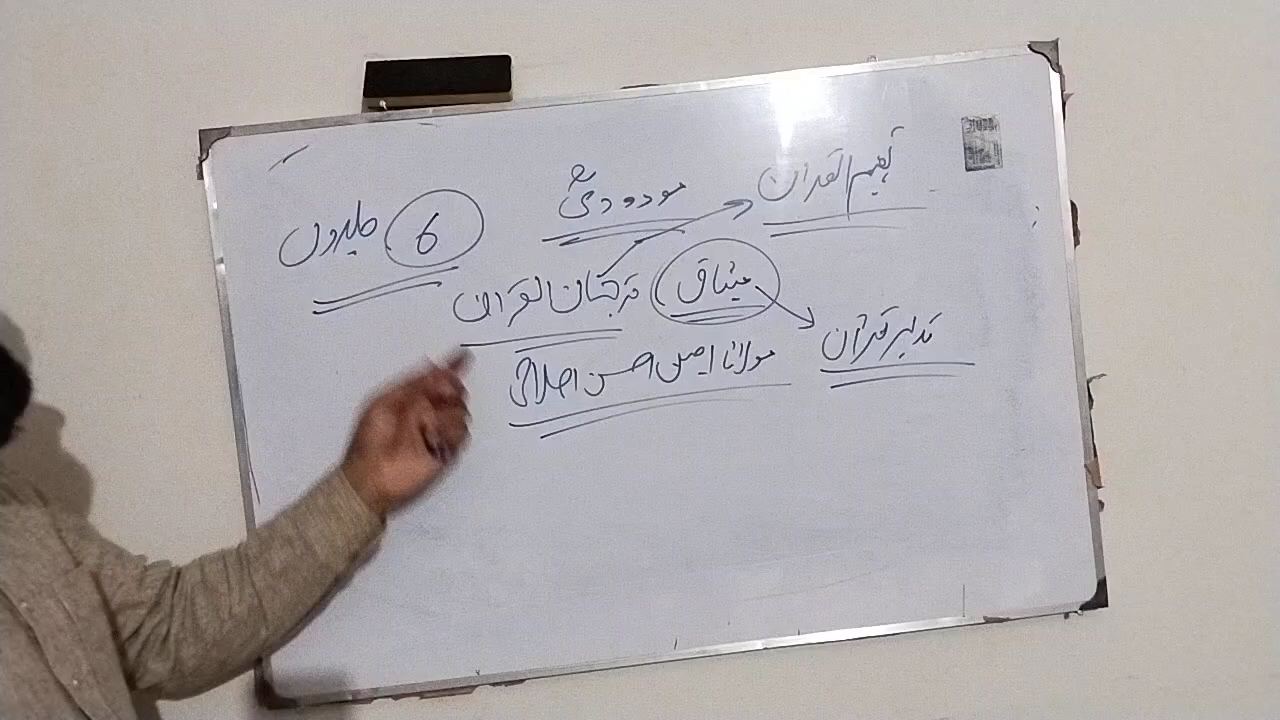 تفہیم القرآن مودودیؒ 6 جلدوں
میثاق ترجمان القرآن
تدبر قرآن
مولانا امین احسن اصلاحی